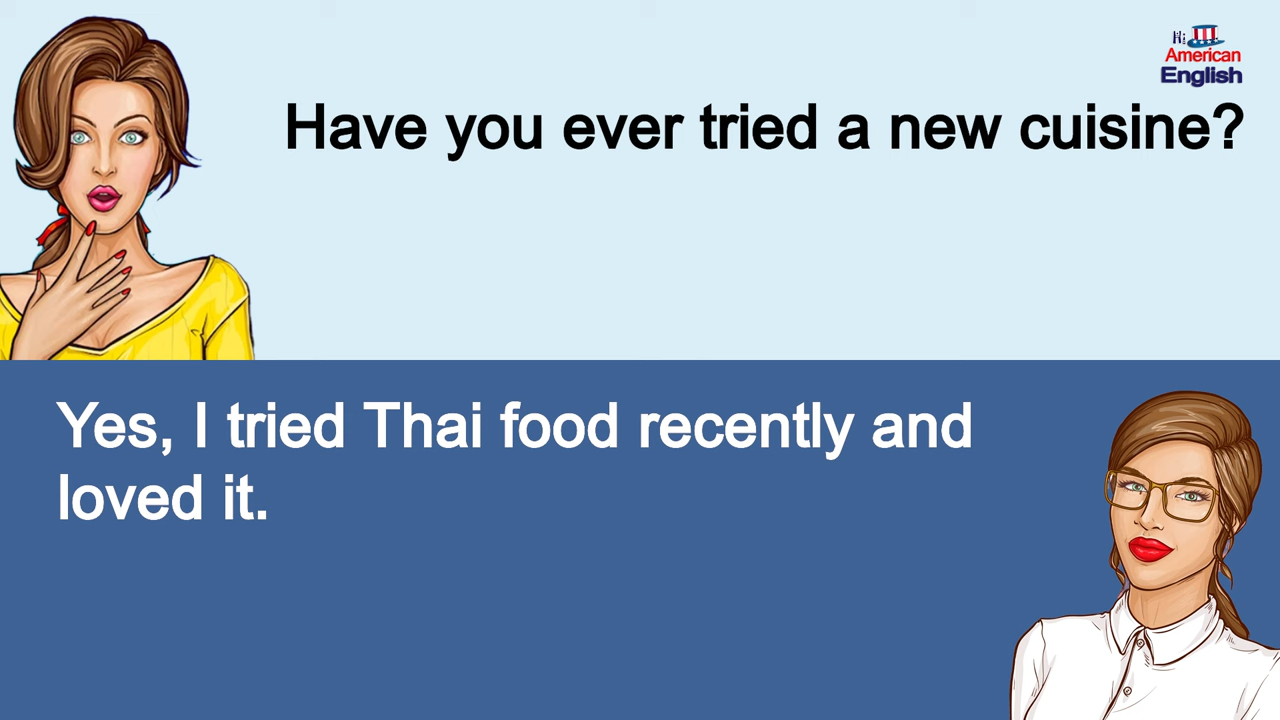 Hi
American
English
Have you ever tried a new cuisine?
Yes, I tried Thai food recently and
loved it.